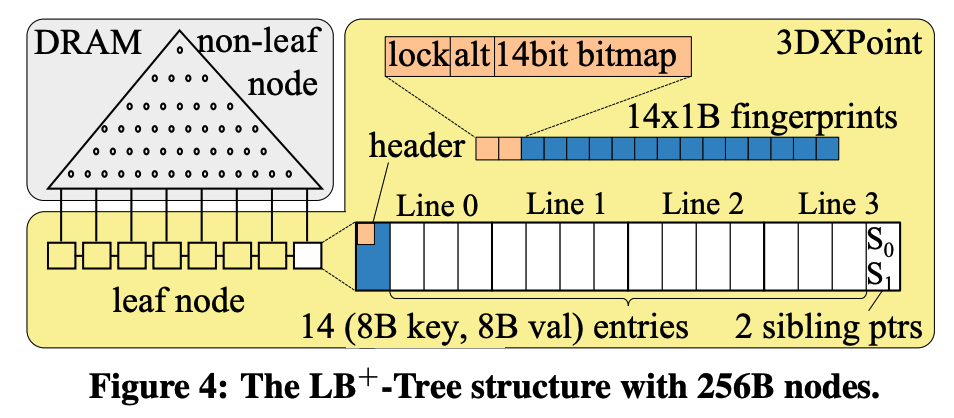 DRAM
non-leaf
node
3DXPoint
lock alt 14bit bitmap
14x1B fingerprints
header
Line 0 Line 1 Line 2 Line 3
S₀
S₁
leaf node
14 (8B key, 8B val) entries
2 sibling ptrs
Figure 4: The LB⁺-Tree structure with 256B nodes.